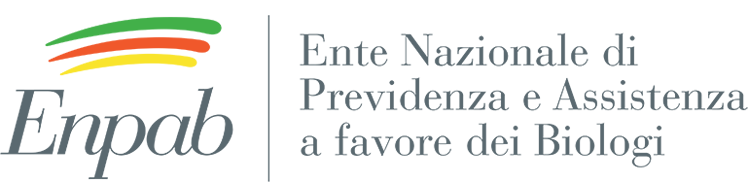 Enpab
Ente Nazionale di
Previdenza e Assistenza
a favore dei Biologi